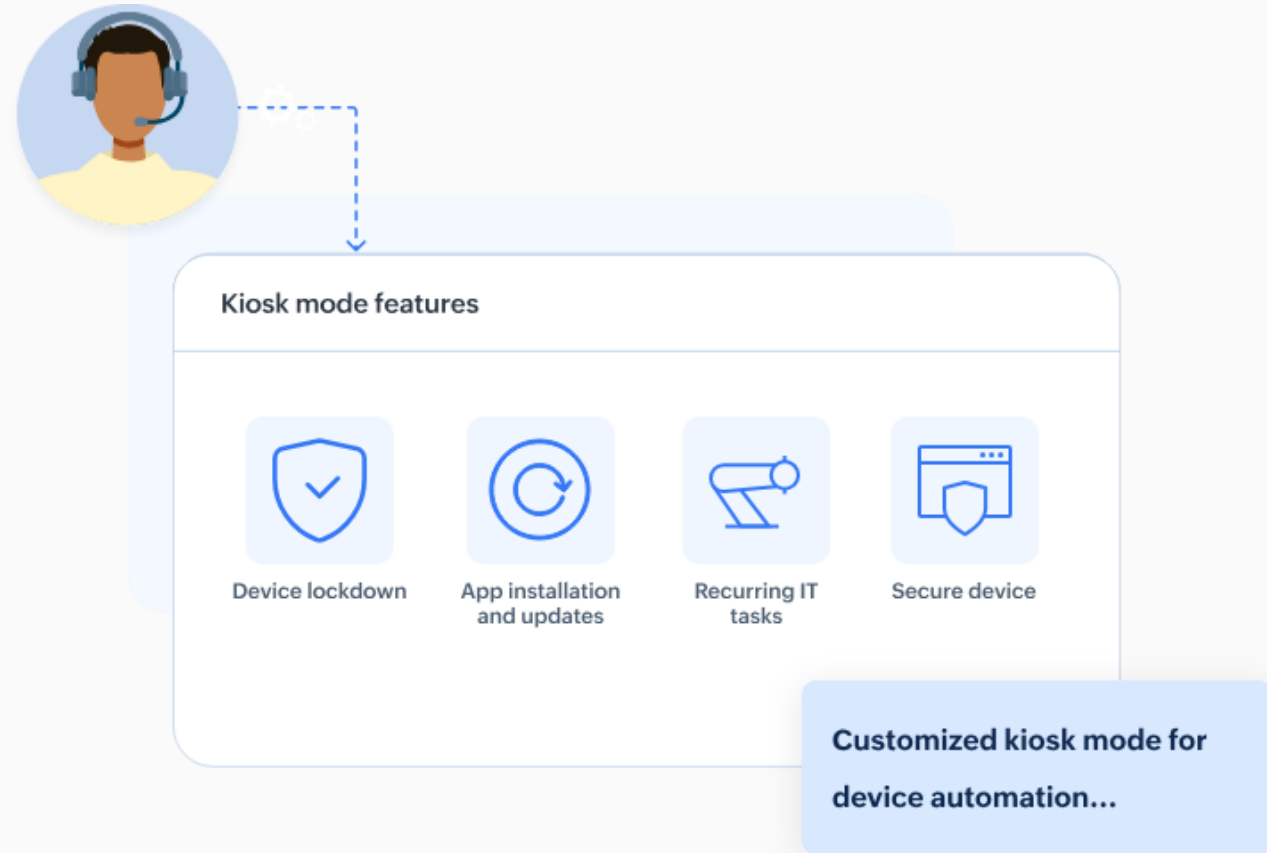 Kiosk mode features
Device lockdown
App installation
and updates
Recurring IT
tasks
Secure device
Customized kiosk mode for
device automation...